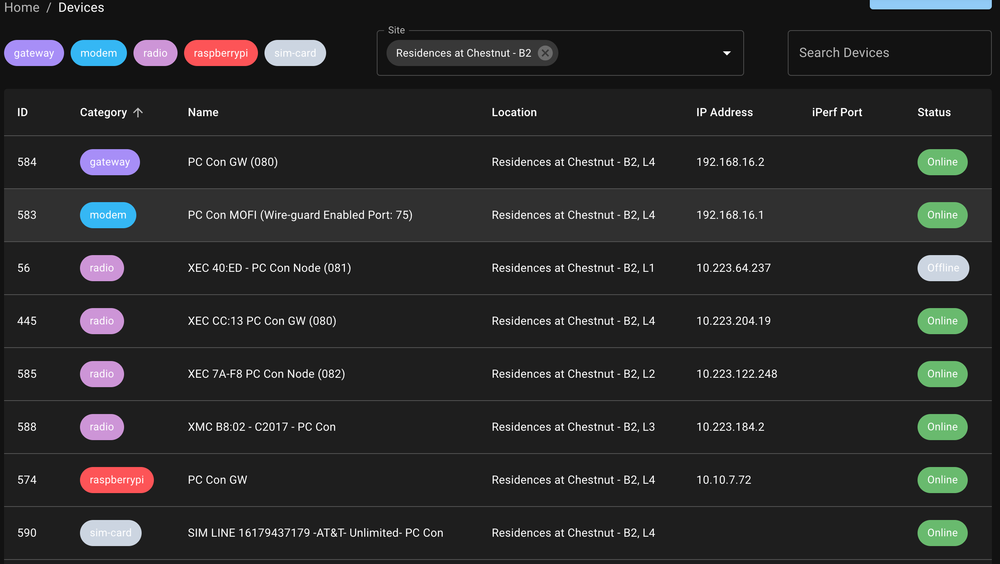 Home / Devices
gateway modem radio raspberrypi sim-card
Site
Residences at Chestnut - B2
Search Devices
ID Category Name Location IP Address iPerf Port Status
584 gateway PC Con GW (080) Residences at Chestnut - B2, L4 192.168.16.2 Online
583 modem PC Con MOFI (Wire-guard Enabled Port: 75) Residences at Chestnut - B2, L4 192.168.16.1 Online
56 radio XEC 40:ED - PC Con Node (081) Residences at Chestnut - B2, L1 10.223.64.237 Offline
445 radio XEC CC:13 PC Con GW (080) Residences at Chestnut - B2, L4 10.223.204.19 Online
585 radio XEC 7A-F8 PC Con Node (082) Residences at Chestnut - B2, L2 10.223.122.248 Online
588 radio XMC B8:02 - C2017 - PC Con Residences at Chestnut - B2, L3 10.223.184.2 Online
574 raspberrypi PC Con GW Residences at Chestnut - B2, L4 10.10.7.72 Online
590 sim-card SIM LINE 16179437179 -AT&T- Unlimited- PC Con Residences at Chestnut - B2, L4 Online